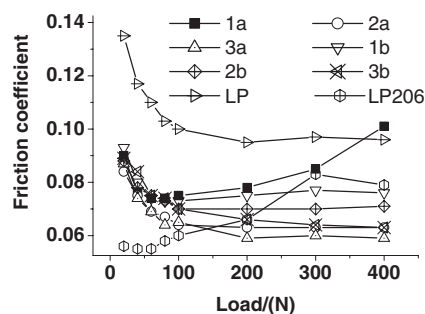 0.14
0.12
0.10
0.08
0.06
Friction coefficient
1a 2a
3a 1b
2b 3b
LP LP206
0 100 200 300 400
Load/(N)